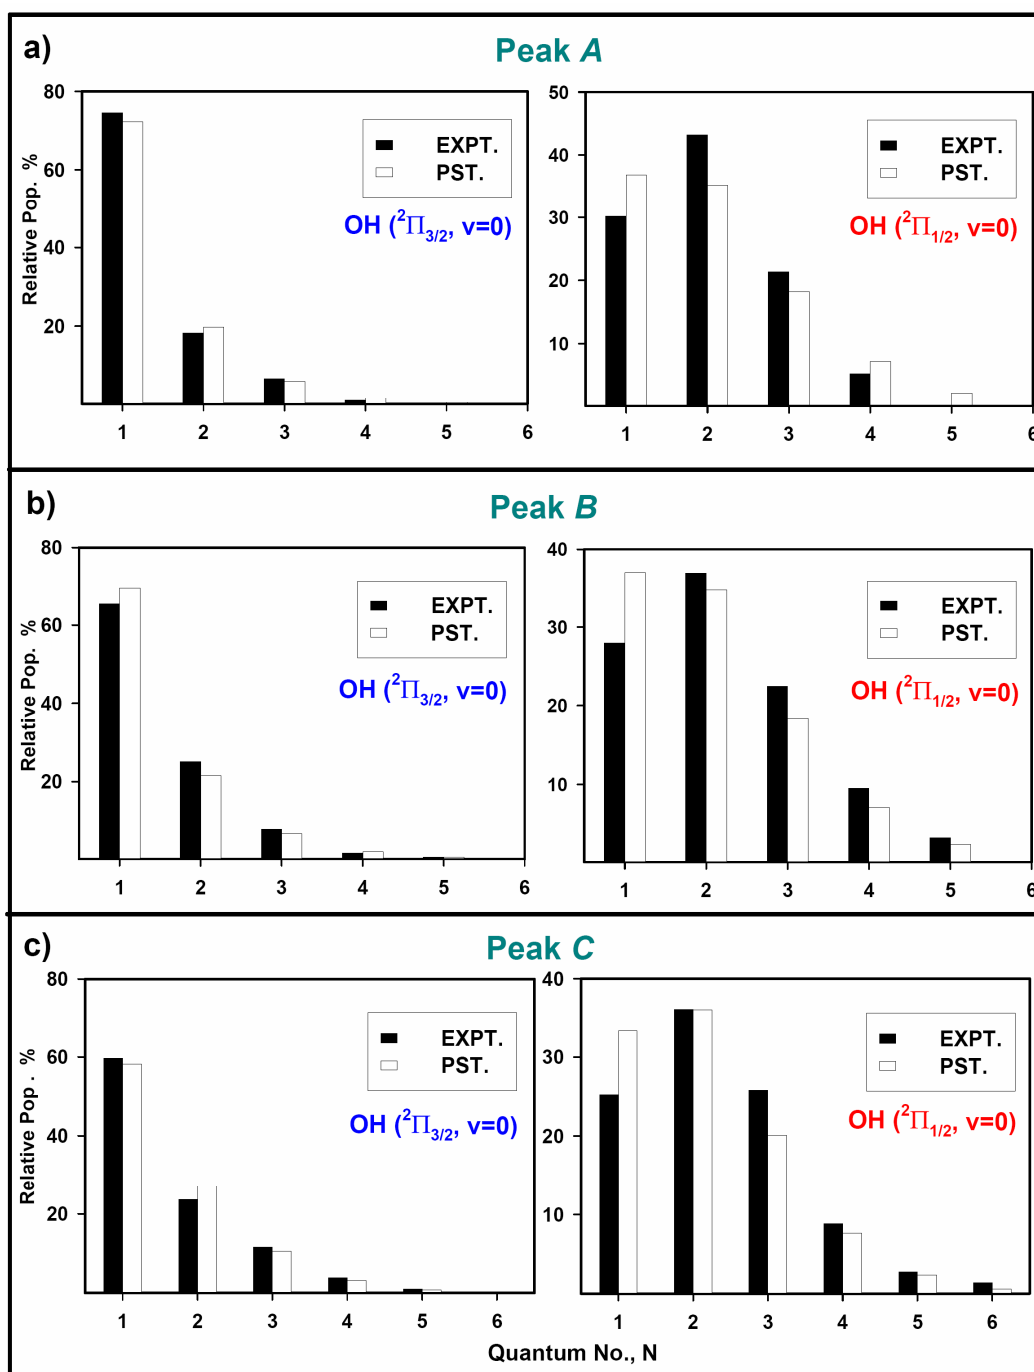 a)
Peak A
80
60
40
20
Relative Pop. %
EXPT.
PST.
OH (²Π₃/₂, v=0)
1 2 3 4 5 6
50
40
30
20
10
EXPT.
PST.
OH (²Π₁/₂, v=0)
1 2 3 4 5 6
b)
Peak B
80
60
40
20
Relative Pop. %
EXPT.
PST.
OH (²Π₃/₂, v=0)
1 2 3 4 5 6
40
30
20
10
EXPT.
PST.
OH (²Π₁/₂, v=0)
1 2 3 4 5 6
c)
Peak C
80
60
40
20
Relative Pop . %
EXPT.
PST.
OH (²Π₃/₂, v=0)
1 2 3 4 5 6
40
30
20
10
EXPT.
PST.
OH (²Π₁/₂, v=0)
1 2 3 4 5 6
Quantum No., N